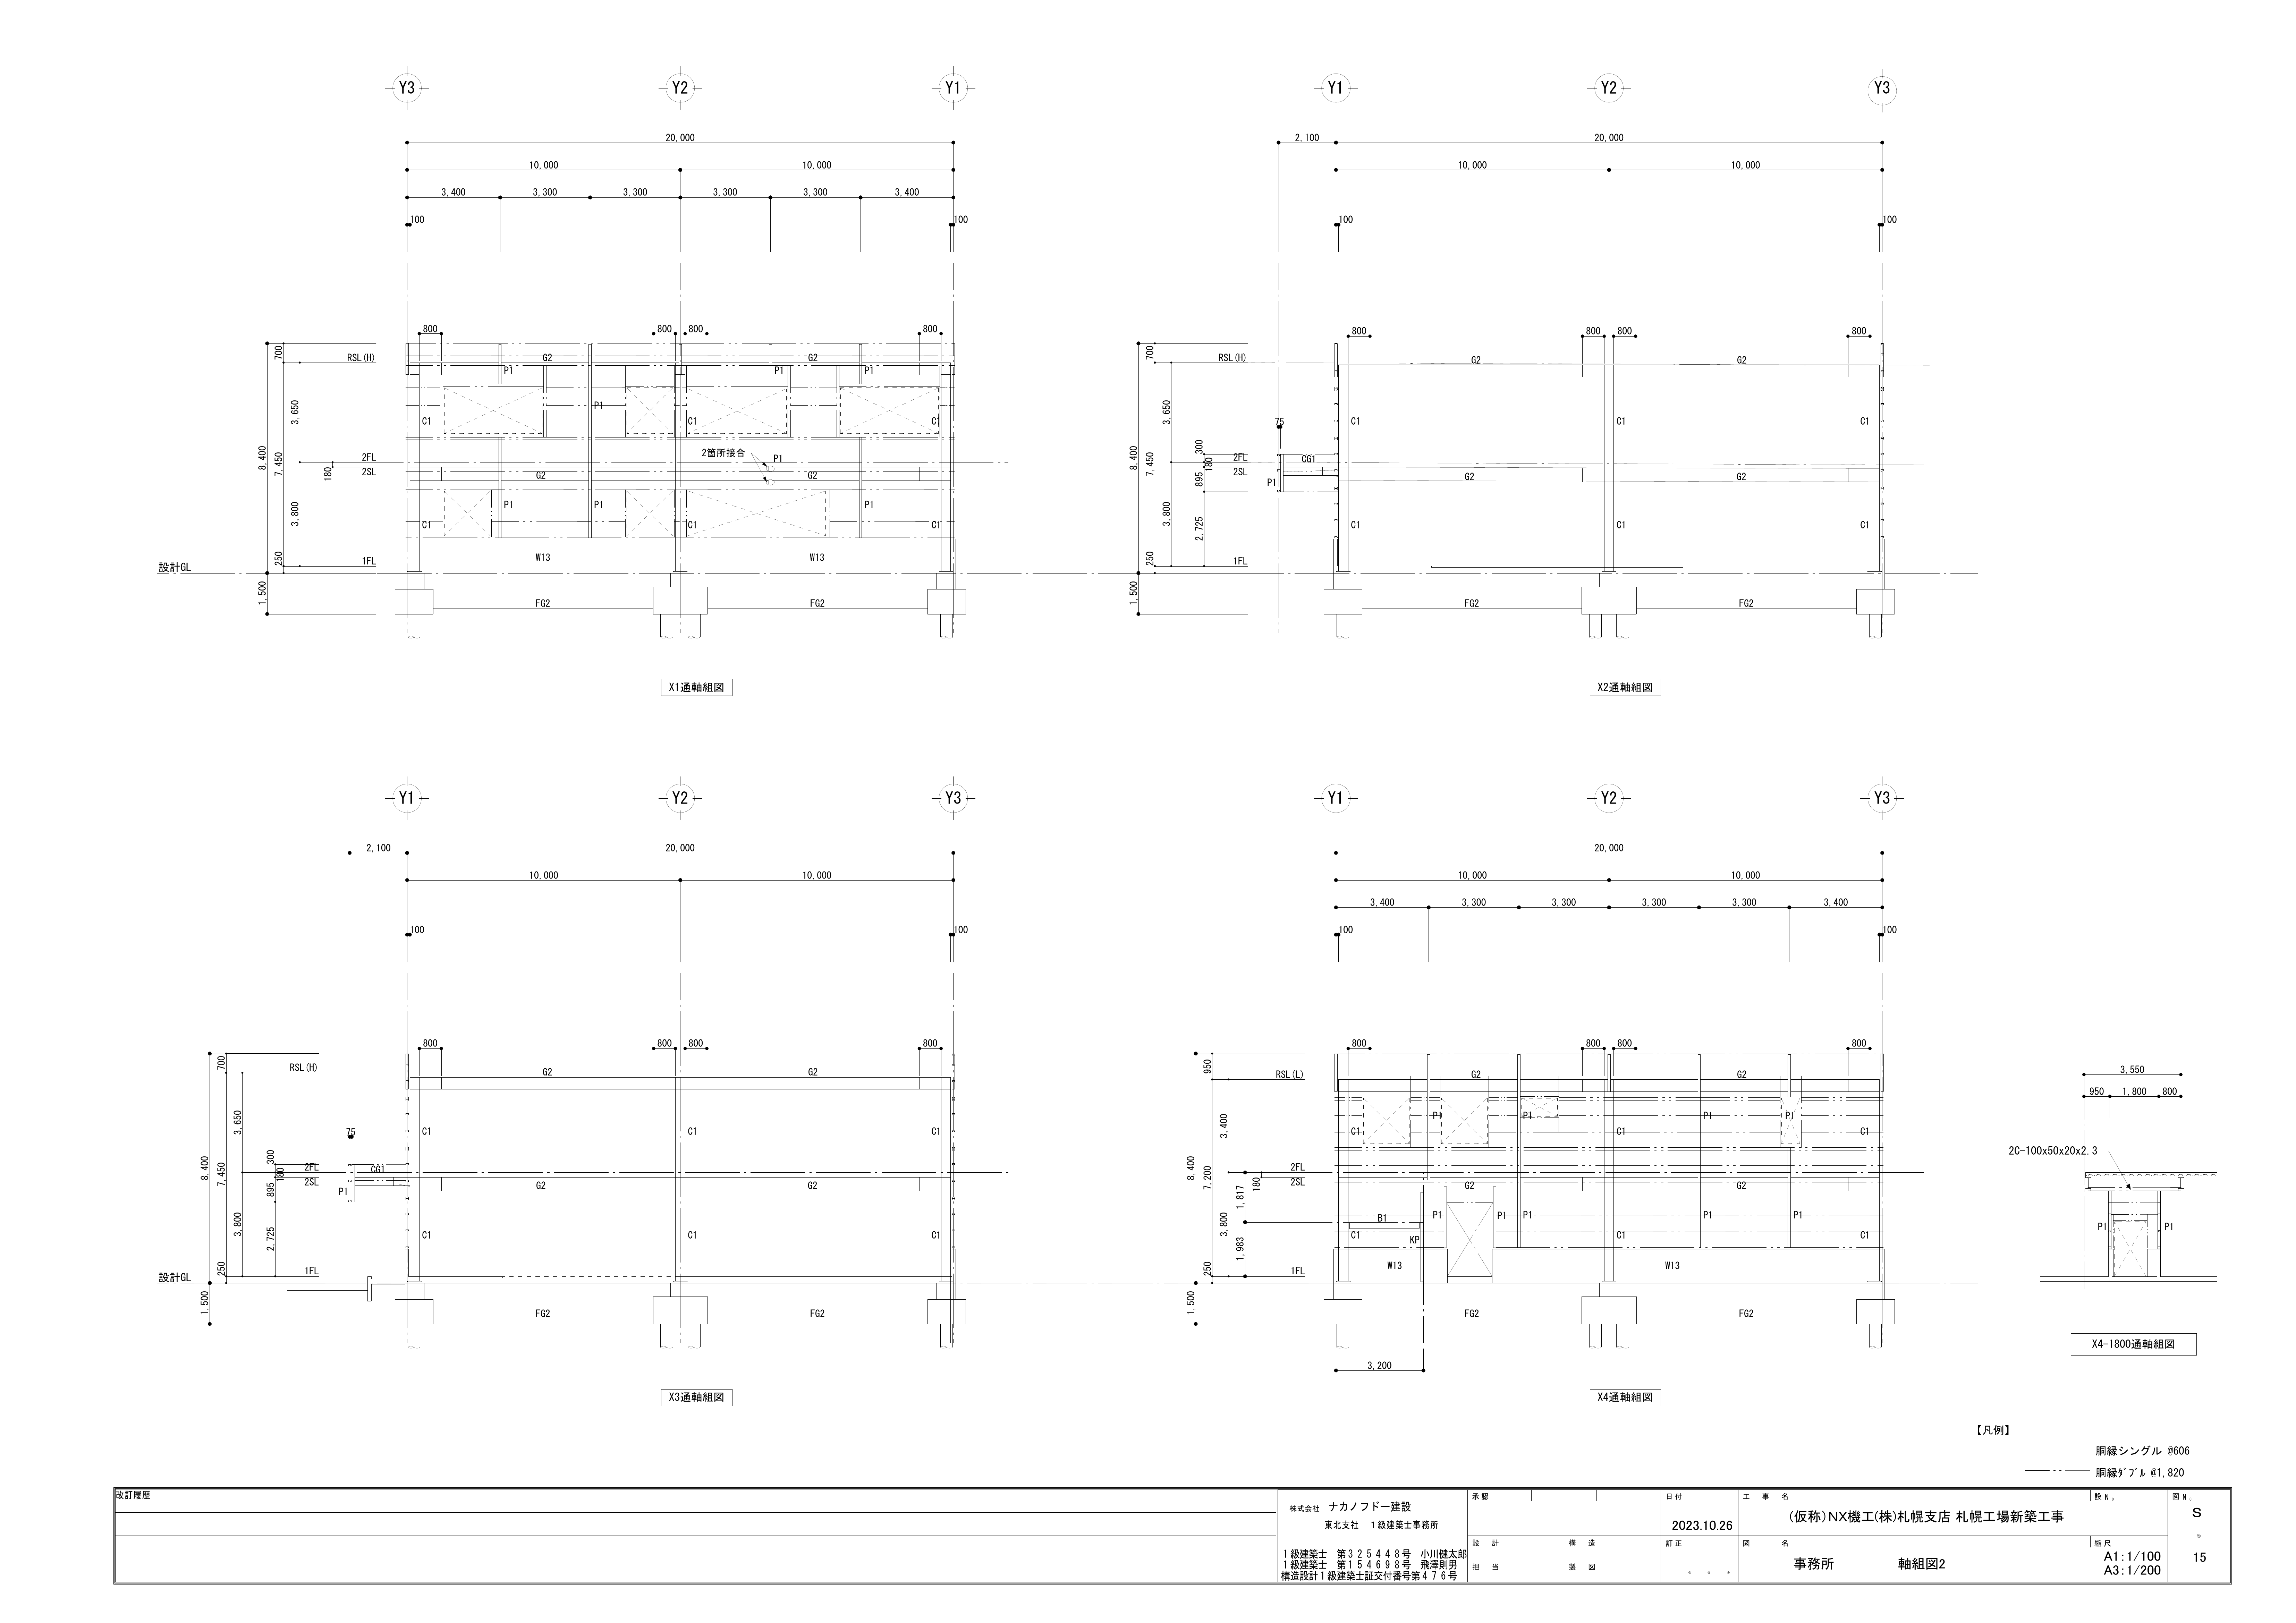 Y3 Y2 Y1
20,000
10,000 10,000
3,400 3,300 3,300 3,300 3,300 3,400
100 100
800 800 800 800
700 RSL(H) G2 G2
P1 P1 P1
3,650 P1
C1 C1 C1
8,400 7,450 2箇所接合
180 2FL P1
2SL G2 G2
3,800 P1 P1 P1
C1 C1 C1
250 1FL W13 W13
設計GL
1,500 FG2 FG2
X1通軸組図
Y1 Y2 Y3
2,100 20,000
10,000 10,000
100 100
800 800 800 800
700 RSL(H) G2 G2
3,650 75 C1 C1 C1
8,400 7,450 300 2FL CG1
180 2SL G2 G2
895 P1
3,800 2,725 C1 C1 C1
250 1FL
1,500 FG2 FG2
X2通軸組図
Y1 Y2 Y3
2,100 20,000
10,000 10,000
100 100
800 800 800 800
700 RSL(H) G2 G2
3,650 75 C1 C1 C1
8,400 7,450 300 2FL CG1
180 2SL G2 G2
895 P1
3,800 2,725 C1 C1 C1
250 1FL
設計GL
1,500 FG2 FG2
X3通軸組図
Y1 Y2 Y3
20,000
10,000 10,000
3,400 3,300 3,300 3,300 3,300 3,400
100 100
800 800 800 800
950 RSL(L) G2 G2
3,400 P1 P1 P1 P1
C1 C1 C1
8,400 7,200 2FL
180 2SL G2 G2
1,817 B1 P1 P1 P1 P1 P1
3,800 C1 KP C1 C1
1,983
250 1FL W13 W13
1,500 FG2 FG2
3,200
X4通軸組図
3,550
950 1,800 800
2C-100x50x20x2.3
P1 P1
X4-1800通軸組図
【凡例】
胴縁シングル @606
胴縁ﾀﾞﾌﾞﾙ @1,820
改訂履歴
株式会社 ナカノフドー建設
東北支社 1級建築士事務所
1級建築士 第325448号 小川健太郎
1級建築士 第154698号 飛澤則男
構造設計1級建築士証交付番号第476号
承認
設 計 構 造
担 当 製 図
日付
2023.10.26
訂正
工 事 名
(仮称)NX機工(株)札幌支店 札幌工場新築工事
図 名
事務所 軸組図2
設N。
縮尺
A1:1/100
A3:1/200
図N。
S
15